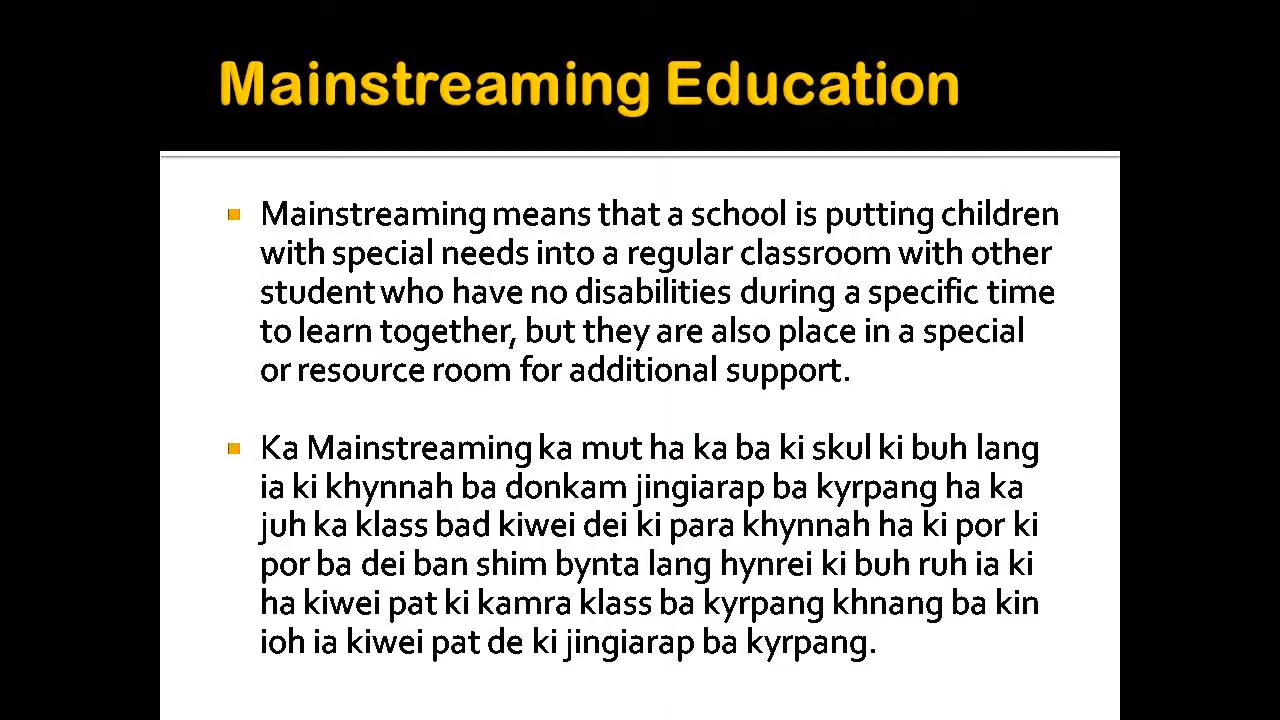 Mainstreaming Education
Mainstreaming means that a school is putting children
with special needs into a regular classroom with other
student who have no disabilities during a specific time
to learn together, but they are also place in a special
or resource room for additional support.
Ka Mainstreaming ka mut ha ka ba ki skul ki buh lang
ia ki khynnah ba donkam jingiarap ba kyrpang ha ka
juh ka klass bad kiwei dei ki para khynnah ha ki por ki
por ba dei ban shim bynta lang hynrei ki buh ruh ia ki
ha kiwei pat ki kamra klass ba kyrpang khnang ba kin
ioh ia kiwei pat de ki jingiarap ba kyrpang.